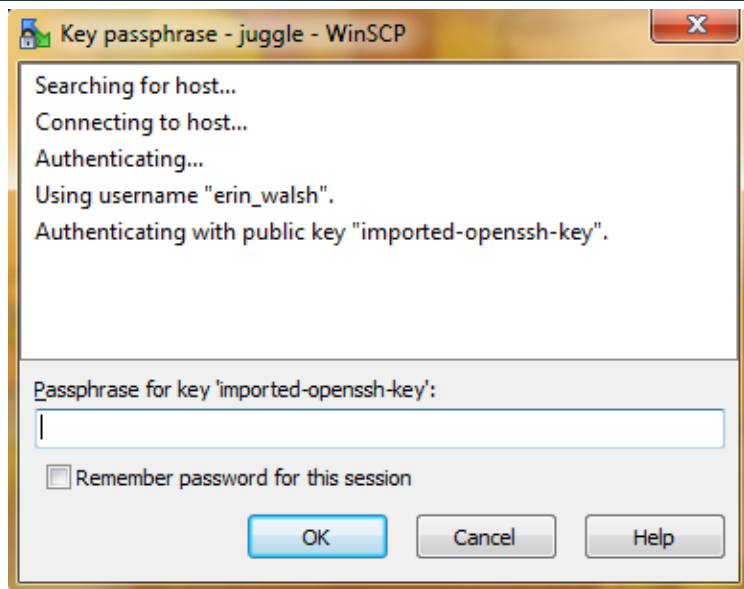 Key passphrase - juggle - WinSCP
Searching for host...
Connecting to host...
Authenticating...
Using username "erin_walsh".
Authenticating with public key "imported-openssh-key".
Passphrase for key 'imported-openssh-key':
Remember password for this session
OK Cancel Help